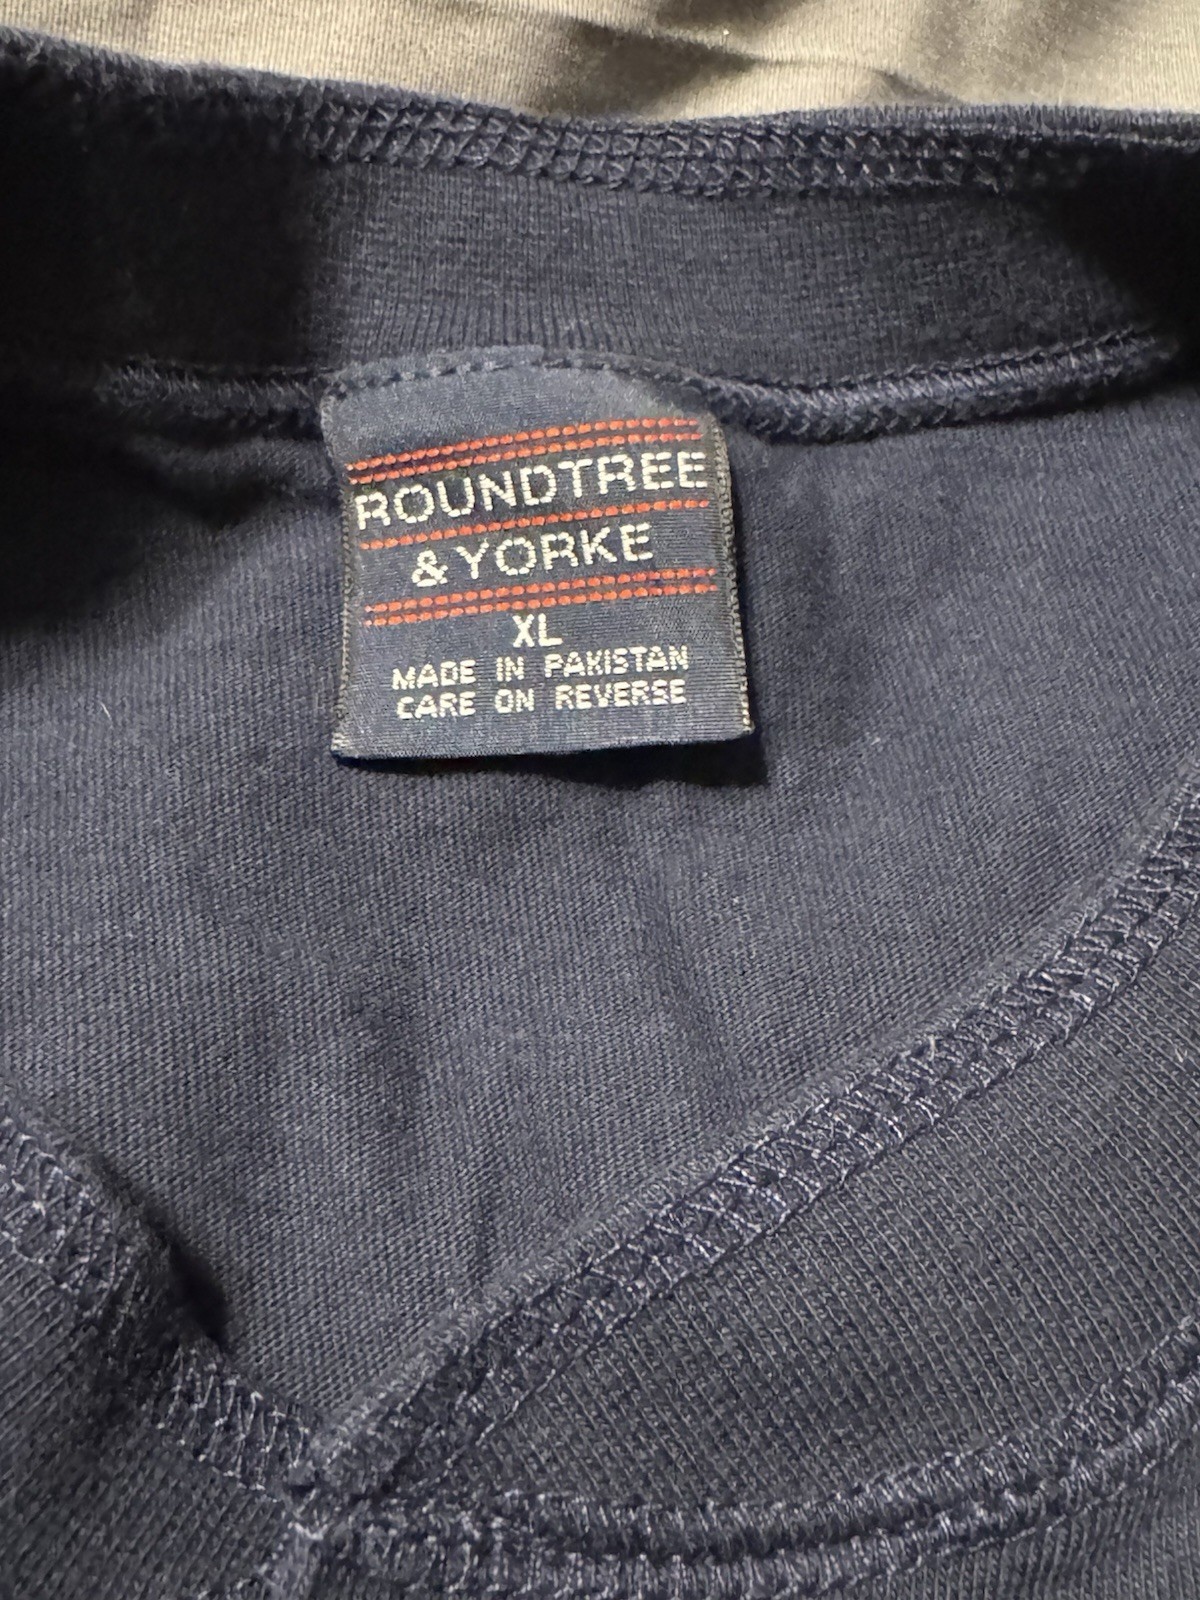 ROUNDTREE
& YORKE
XL
MADE IN PAKISTAN
CARE ON REVERSE